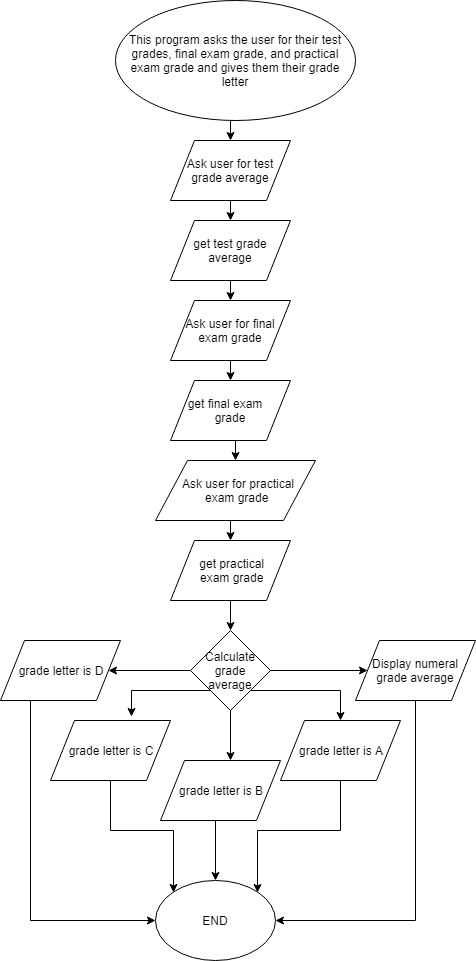 This program asks the user for their test
grades, final exam grade, and practical
exam grade and gives them their grade
letter
Ask user for test
grade average
get test grade
average
Ask user for final
exam grade
get final exam
grade
Ask user for practical
exam grade
get practical
exam grade
Calculate
grade
average
grade letter is D
Display numeral
grade average
grade letter is C
grade letter is B
grade letter is A
END